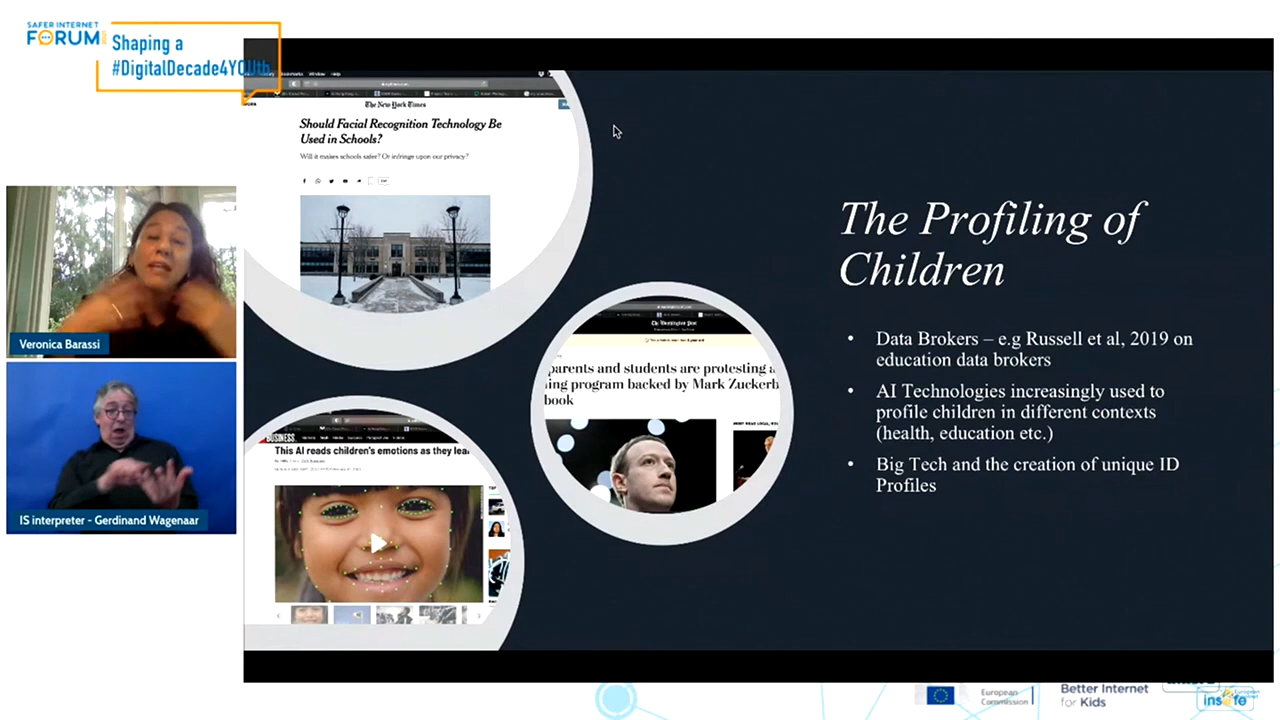 SAFER INTERNET
FORUM
Shaping a
#DigitalDecade4YOUth
Bookmarks Window Help
The New York Times
Should Facial Recognition Technology Be
Used in Schools?
Will it makes schools safer? Or infringe upon our privacy?
The Profiling of
Children
• Data Brokers – e.g Russell et al, 2019 on
education data brokers
• AI Technologies increasingly used to
profile children in different contexts
(health, education etc.)
• Big Tech and the creation of unique ID
Profiles
The Washington Post
parents and students are protesting a
ing program backed by Mark Zuckerb
book
BUSINESS
This AI reads children's emotions as they lea
Veronica Barassi
IS interpreter - Gerdinand Wagenaar
European
Commission
Better Internet
for Kids
insafe